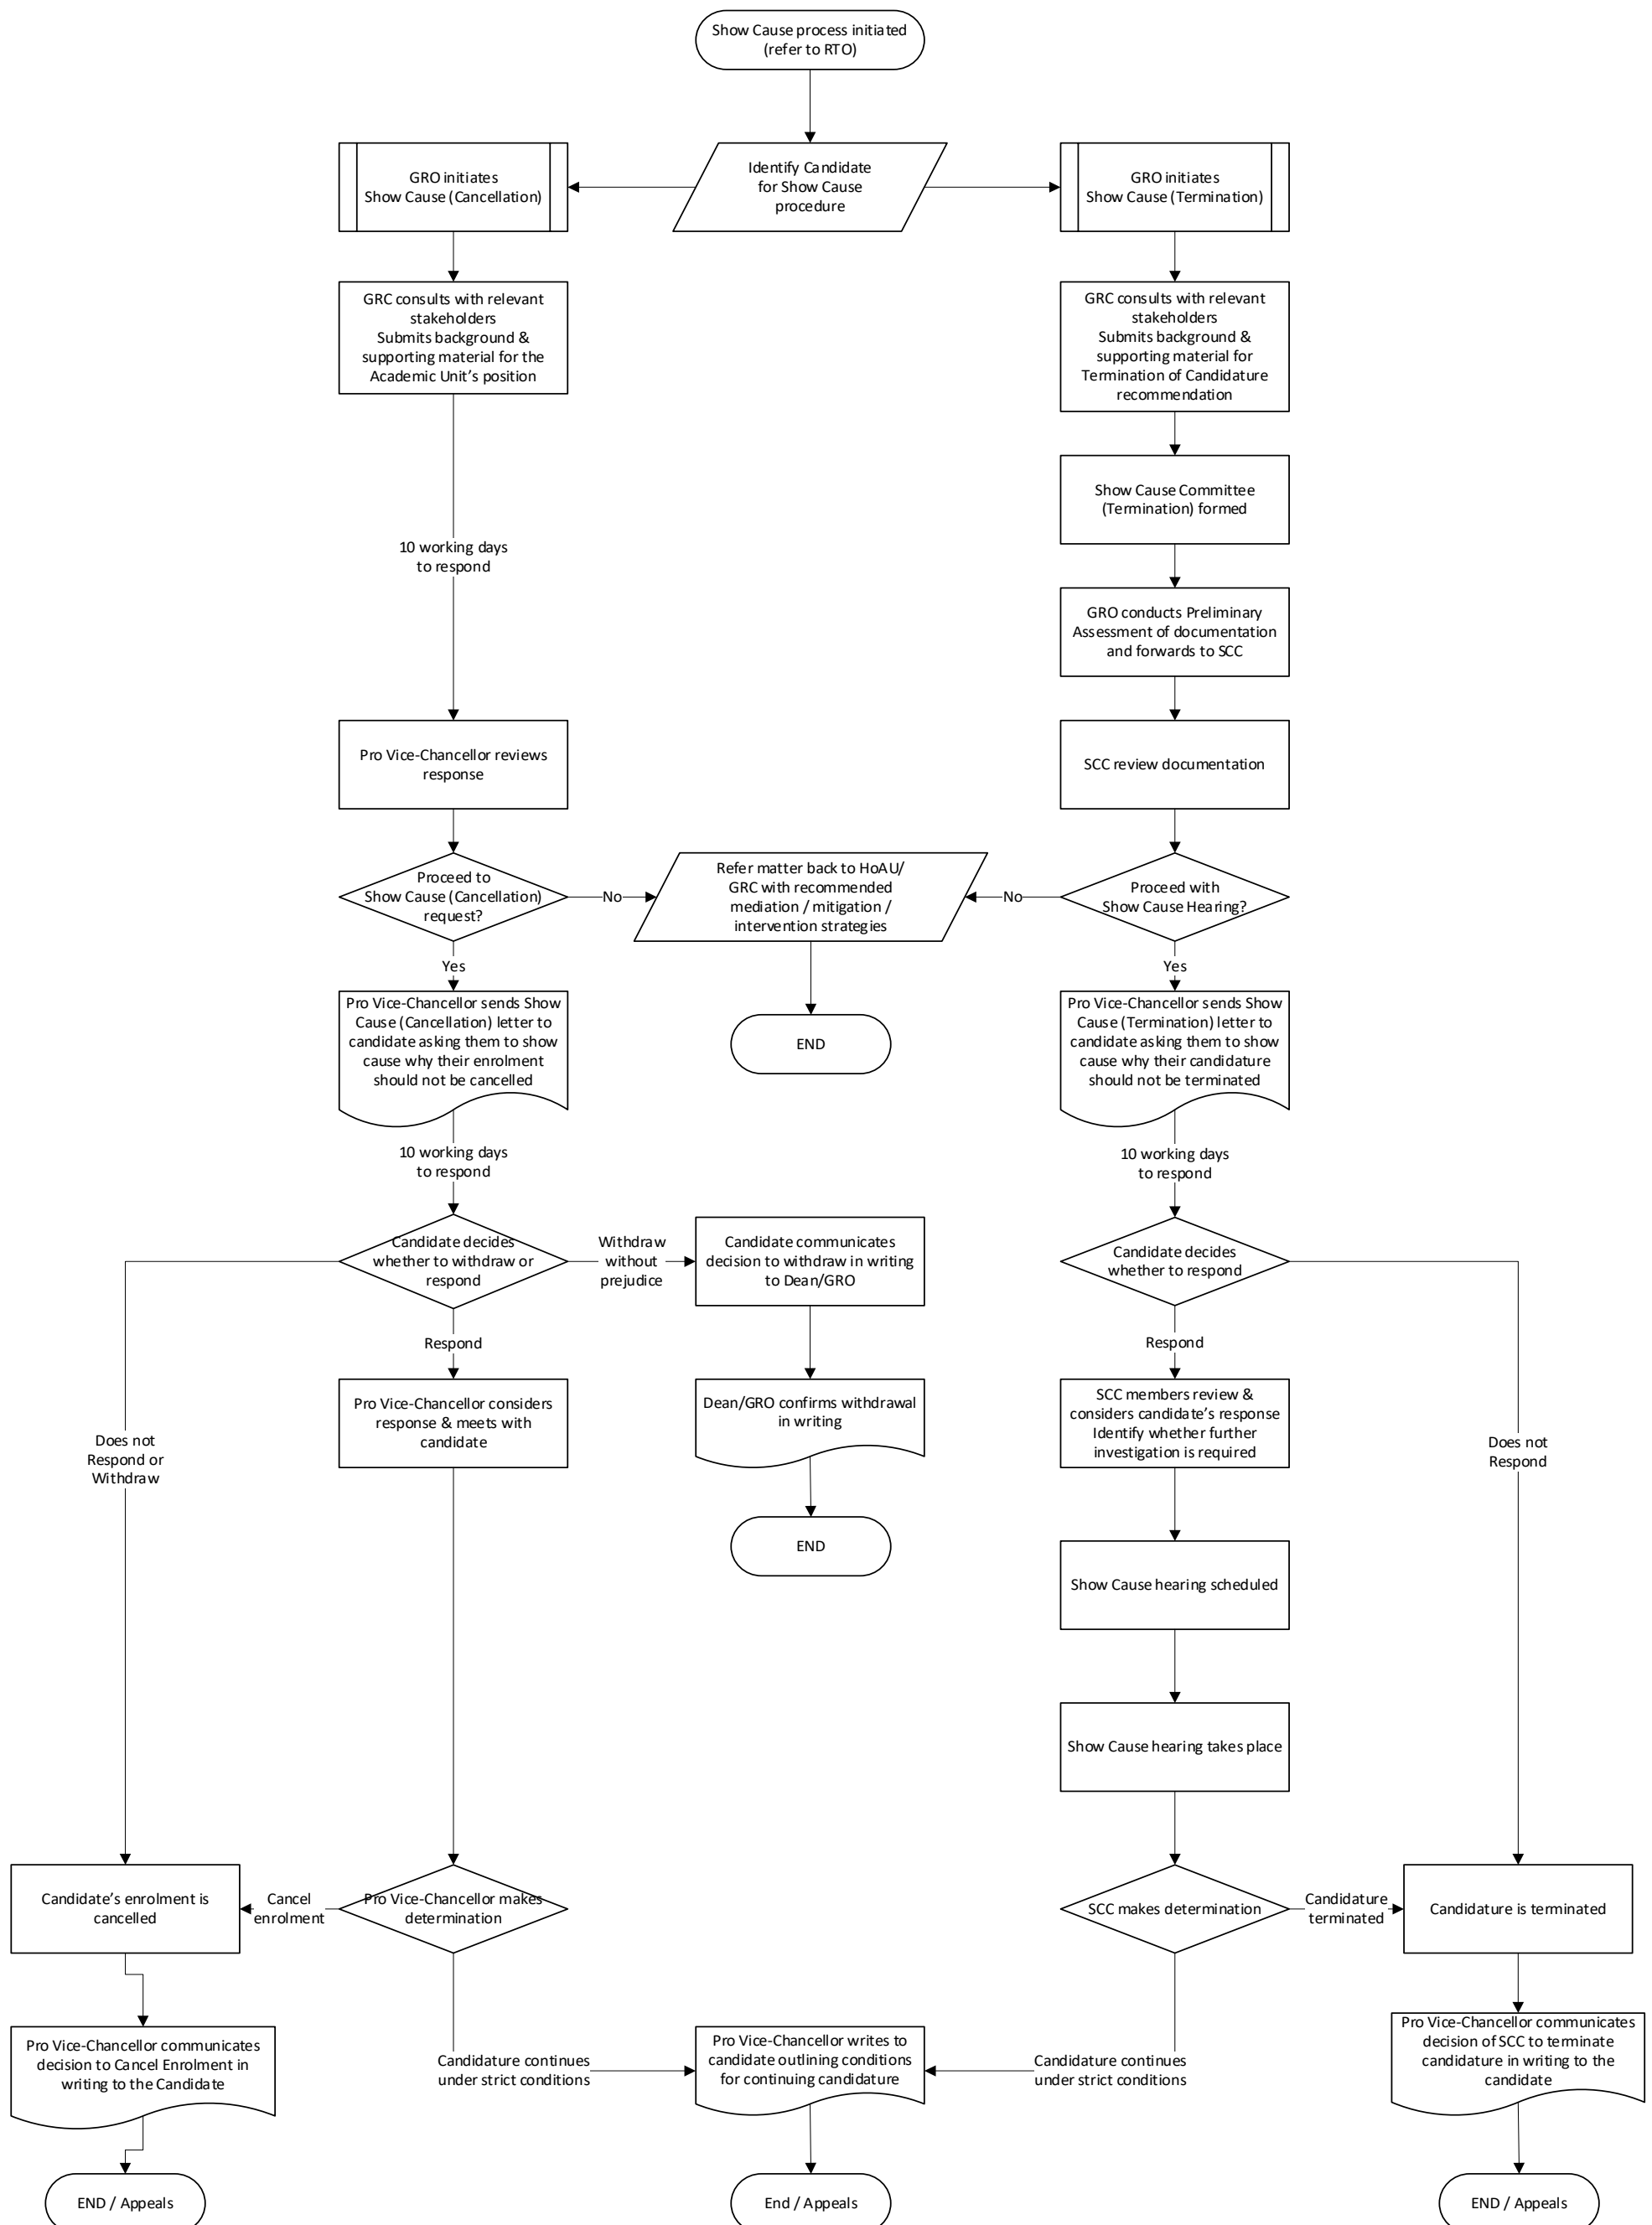 Show Cause process initiated
(refer to RTO)
GRO initiates
Show Cause (Cancellation)
Identify Candidate
for Show Cause
procedure
GRO initiates
Show Cause (Termination)
GRC consults with relevant
stakeholders
Submits background &
supporting material for the
Academic Unit's position
GRC consults with relevant
stakeholders
Submits background &
supporting material for
Termination of Candidature
recommendation
Show Cause Committee
(Termination) formed
10 working days
to respond
GRO conducts Preliminary
Assessment of documentation
and forwards to SCC
Pro Vice-Chancellor reviews
response
SCC review documentation
Proceed to
Show Cause (Cancellation)
request?
No
Refer matter back to HoAU/
GRC with recommended
mediation / mitigation /
intervention strategies
No
Proceed with
Show Cause Hearing?
Yes
Yes
Pro Vice-Chancellor sends Show
Cause (Cancellation) letter to
candidate asking them to show
cause why their enrolment
should not be cancelled
END
Pro Vice-Chancellor sends Show
Cause (Termination) letter to
candidate asking them to show
cause why their candidature
should not be terminated
10 working days
to respond
10 working days
to respond
Candidate decides
whether to withdraw or
respond
Withdraw
without
prejudice
Candidate communicates
decision to withdraw in writing
to Dean/GRO
Candidate decides
whether to respond
Respond
Respond
Does not
Respond or
Withdraw
Pro Vice-Chancellor considers
response & meets with
candidate
Dean/GRO confirms withdrawal
in writing
SCC members review &
considers candidate's response
Identify whether further
investigation is required
Does not
Respond
END
Show Cause hearing scheduled
Show Cause hearing takes place
Candidate's enrolment is
cancelled
Cancel
enrolment
Pro Vice-Chancellor makes
determination
SCC makes determination
Candidature
terminated
Candidature is terminated
Pro Vice-Chancellor communicates
decision to Cancel Enrolment in
writing to the Candidate
Candidature continues
under strict conditions
Pro Vice-Chancellor writes to
candidate outlining conditions
for continuing candidature
Candidature continues
under strict conditions
Pro Vice-Chancellor communicates
decision of SCC to terminate
candidature in writing to the
candidate
END / Appeals
End / Appeals
END / Appeals